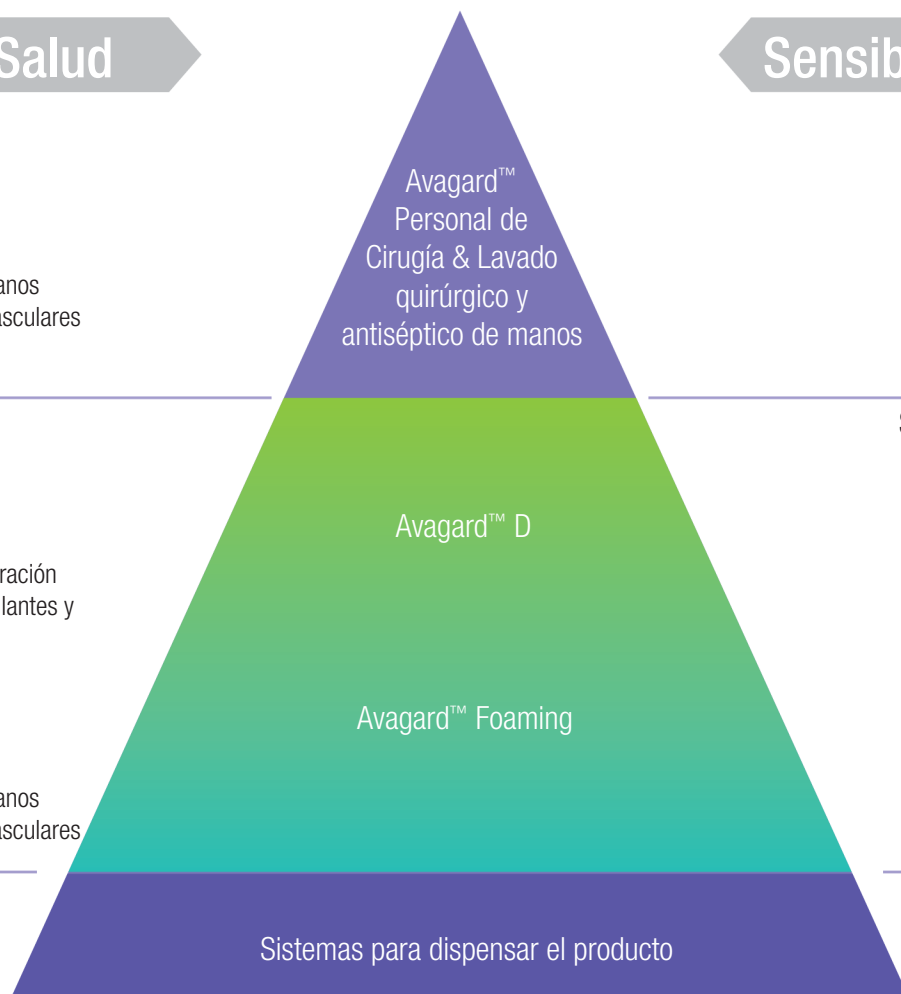 Salud
Sensib
Avagard™
Personal de
Cirugía & Lavado
quirúrgico y
antiséptico de manos
anos
asculares
S
Avagard™ D
ración
lantes y
Avagard™ Foaming
anos
asculares
Sistemas para dispensar el producto